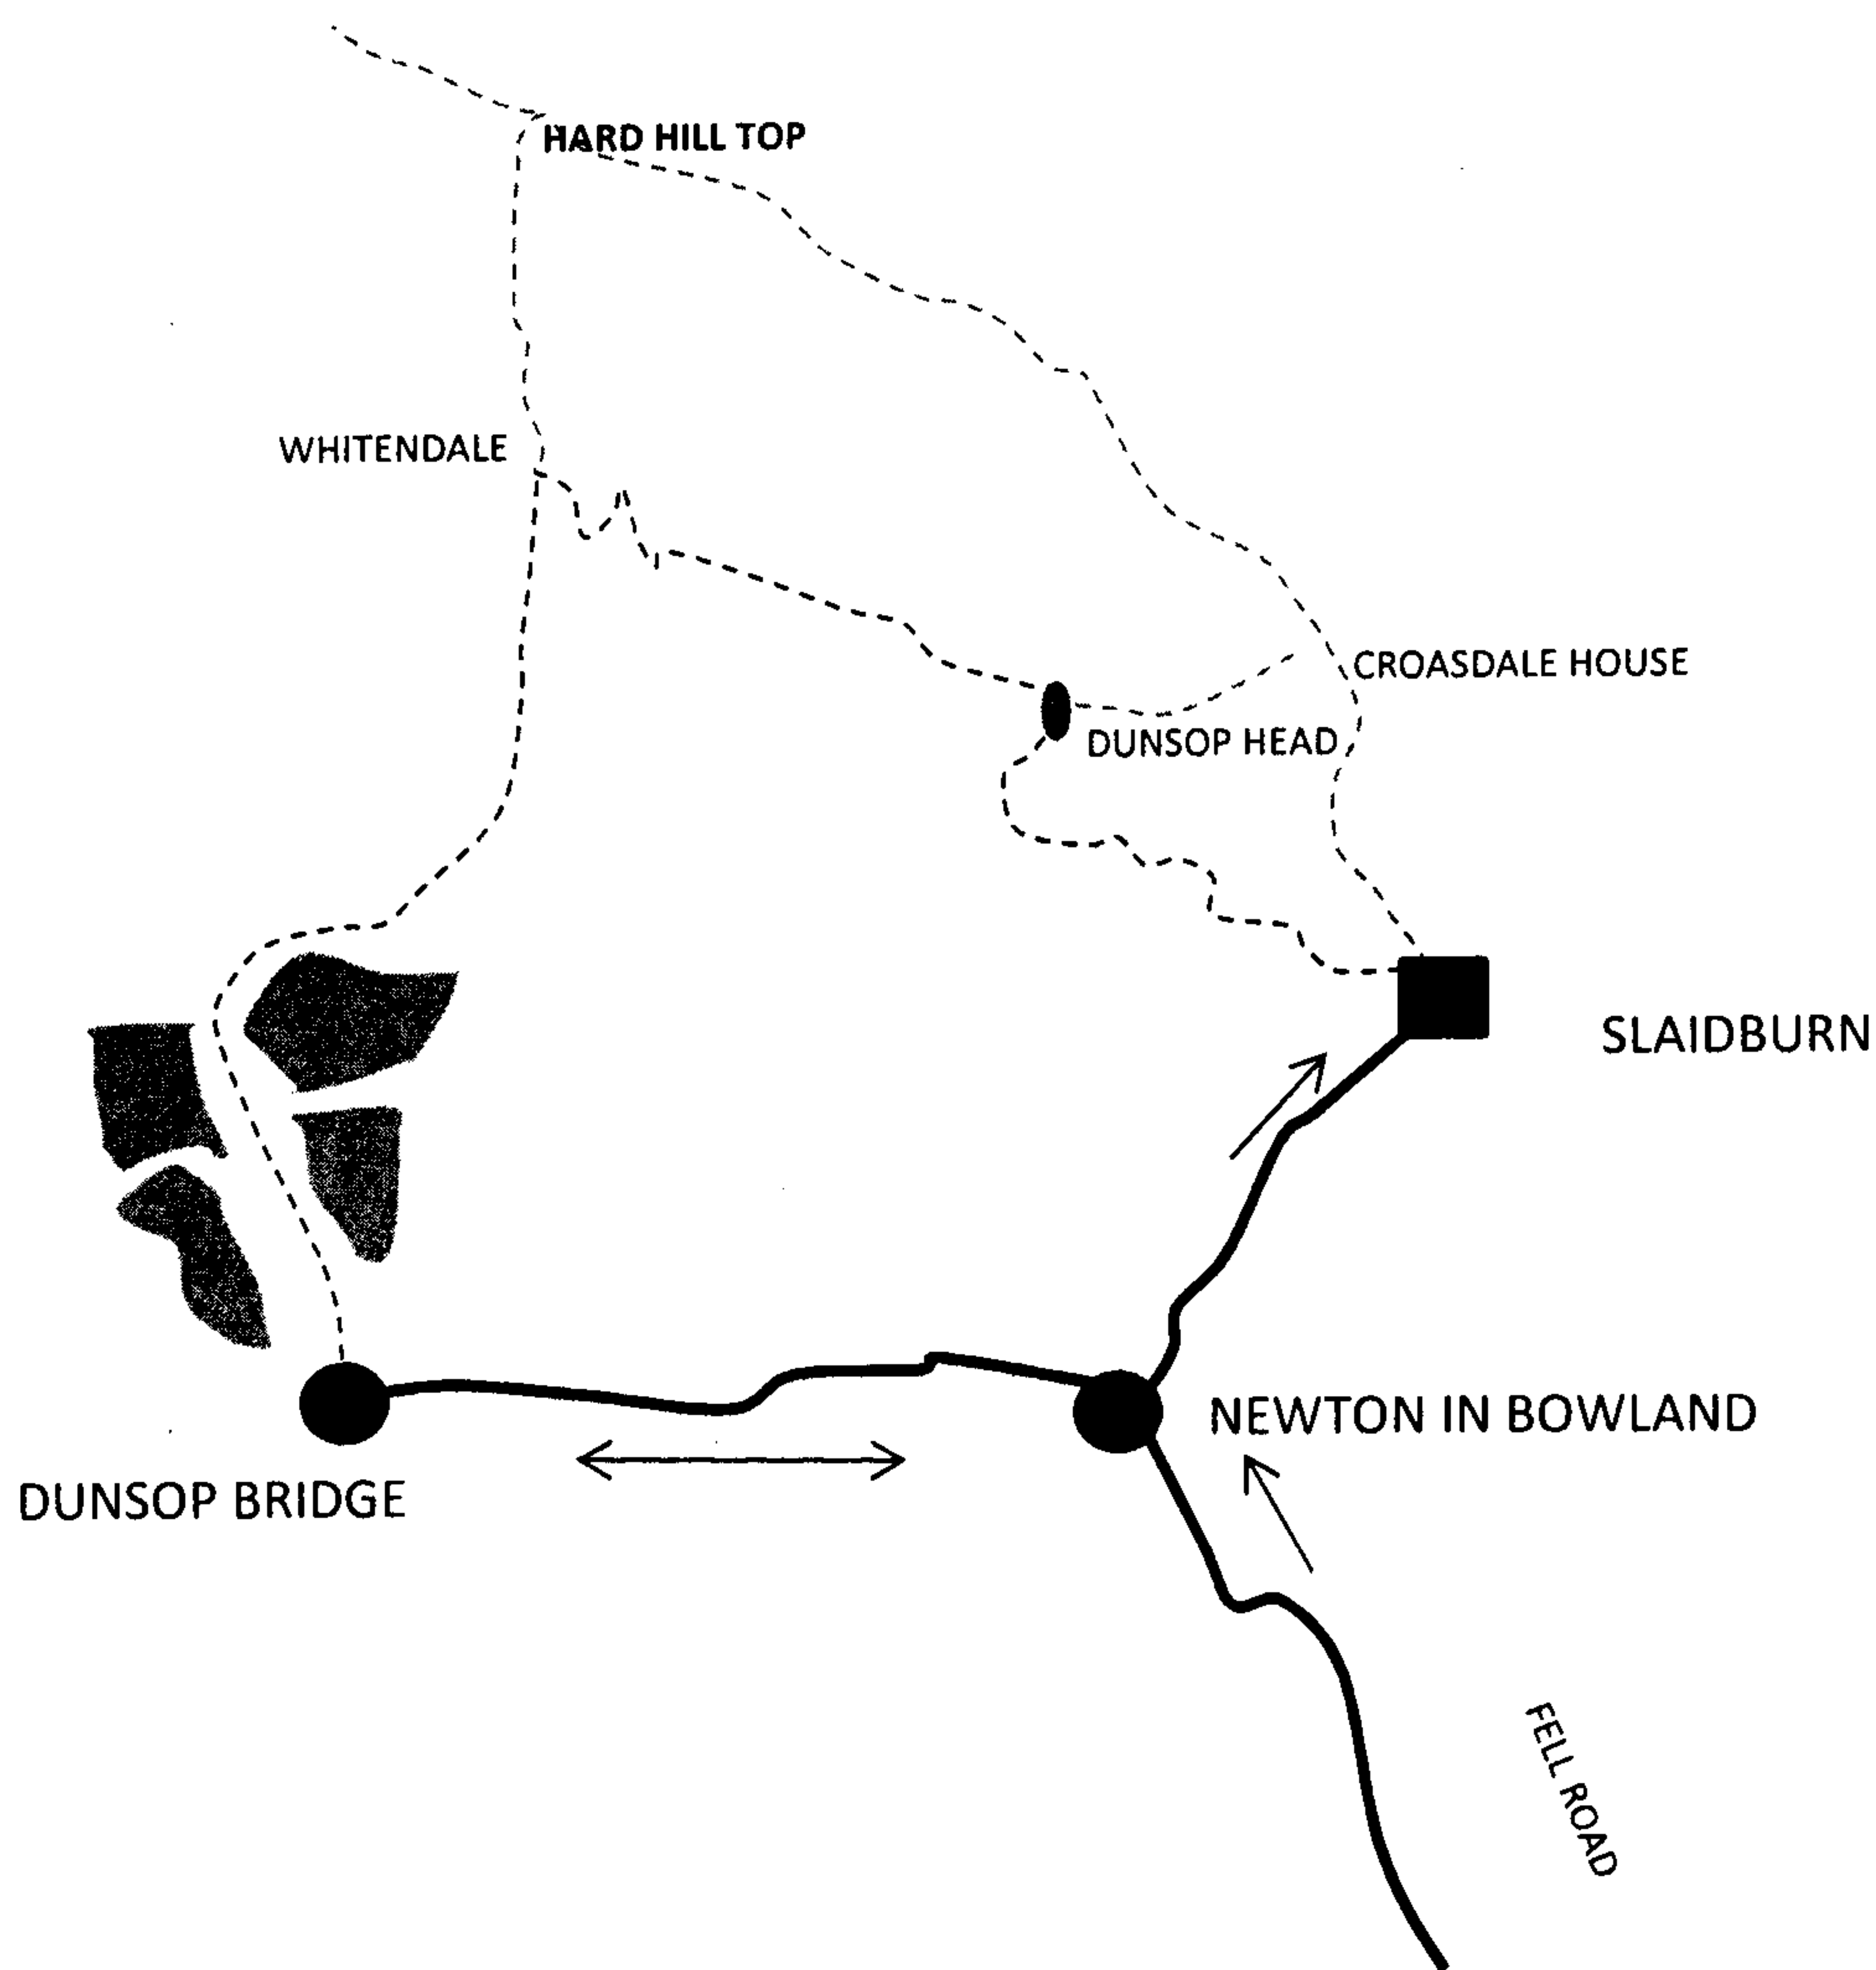 HARD HILL TOP
WHITENDALE
CROASDALE HOUSE
DUNSOP HEAD
SLAIDBURN
NEWTON IN BOWLAND
DUNSOP BRIDGE
FELL ROAD